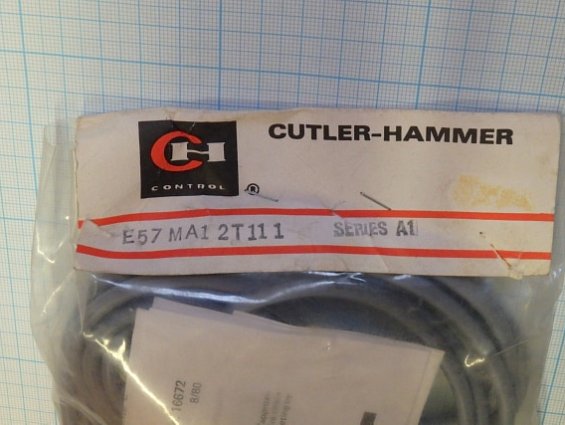 CH
CONTROL ®
CUTLER-HAMMER
E57 MA1 2T11 1 SERIES A1
16672
8/80